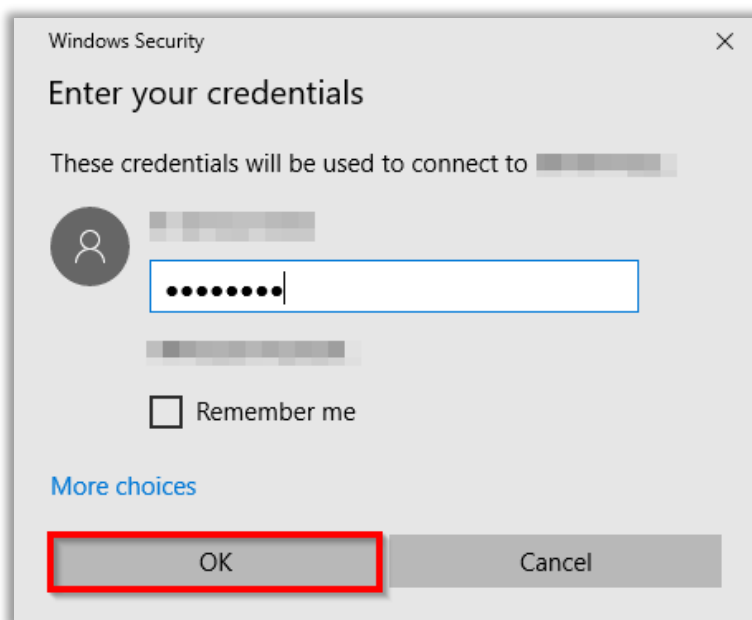 Windows Security
Enter your credentials
These credentials will be used to connect to
••••••••
Remember me
More choices
OK
Cancel